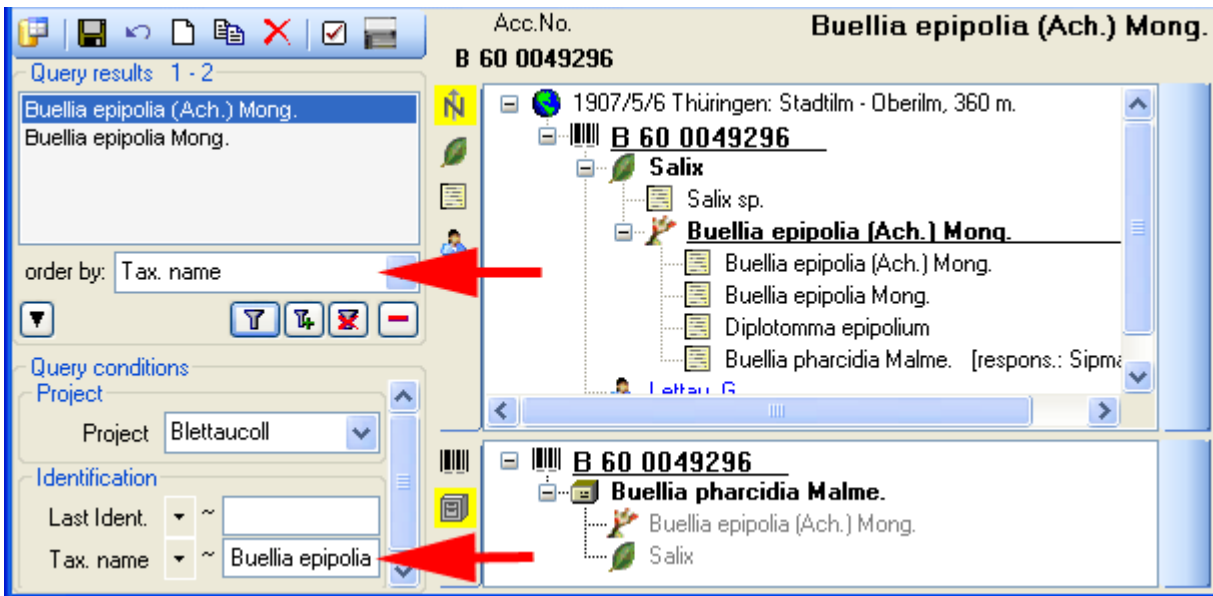 Query results 1 - 2
Buellia epipolia (Ach.) Mong.
Buellia epipolia Mong.
order by: Tax. name
Query conditions
Project
Project Blettaucoll
Identification
Last Ident. ~
Tax. name ~ Buellia epipolia
Acc.No.
Buellia epipolia (Ach.) Mong.
B 60 0049296
1907/5/6 Thüringen: Stadtilm - Oberilm, 360 m.
B 60 0049296
Salix
Salix sp.
Buellia epipolia (Ach.) Mong.
Buellia epipolia (Ach.) Mong.
Buellia epipolia Mong.
Diplotomma epipolium
Buellia pharcidia Malme. [respons.: Sipma
Lettau, G.
B 60 0049296
Buellia pharcidia Malme.
Buellia epipolia (Ach.) Mong.
Salix